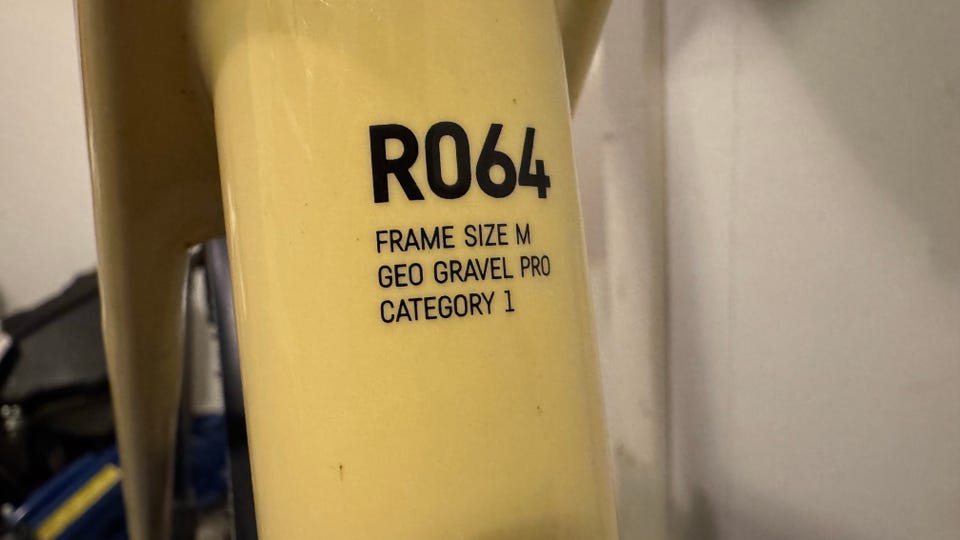 R064
FRAME SIZE M
GEO GRAVEL PRO
CATEGORY 1